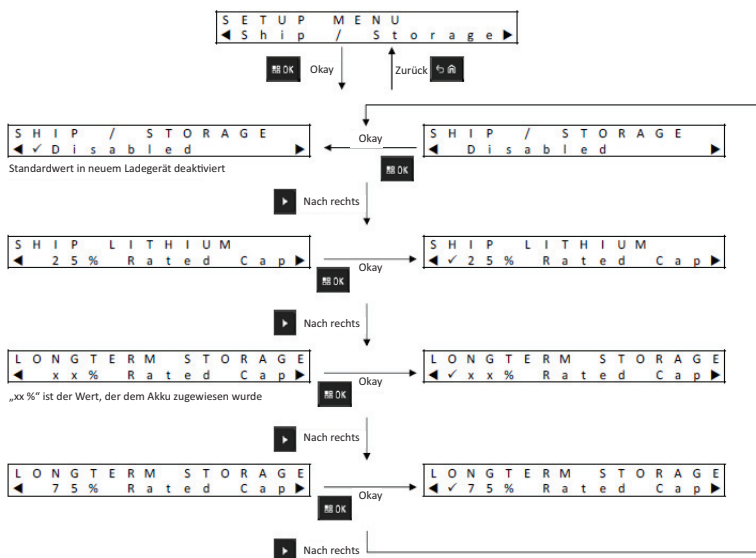 SETUP MENU
◀Ship / Storage▶
OK Okay Zurück
SHIP / STORAGE
◀✓Disabled ▶
Standardwert in neuem Ladegerät deaktiviert
Okay
OK
SHIP / STORAGE
◀ Disabled ▶
Nach rechts
SHIP LITHIUM
◀ 25% Rated Cap▶
OK
Okay
SHIP LITHIUM
◀✓25% Rated Cap▶
Nach rechts
LONGTERM STORAGE
◀ xx% Rated Cap▶
„xx %“ ist der Wert, der dem Akku zugewiesen wurde
OK
Okay
LONGTERM STORAGE
◀✓xx% Rated Cap▶
Nach rechts
LONGTERM STORAGE
◀ 75% Rated Cap▶
OK
Okay
LONGTERM STORAGE
◀✓75% Rated Cap▶
Nach rechts